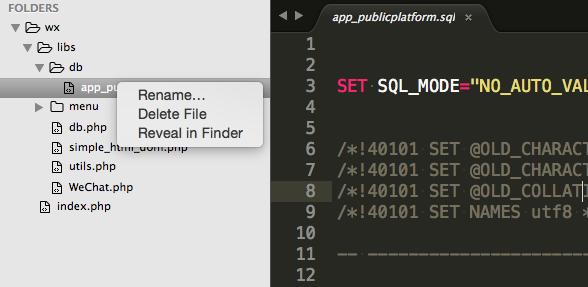 FOLDERS
wx
libs
db
app_pu
Rename...
Delete File
Reveal in Finder
menu
db.php
simple_html_dom.php
utils.php
WeChat.php
index.php
app_publicplatform.sql ×
1
2
3 SET SQL_MODE="NO_AUTO_VAL
4
5
6 /*!40101 SET @OLD_CHARACT
7 /*!40101 SET @OLD_CHARACT
8 /*!40101 SET @OLD_COLLAT
9 /*!40101 SET NAMES utf8 *
10
11 -- ----------------------
12